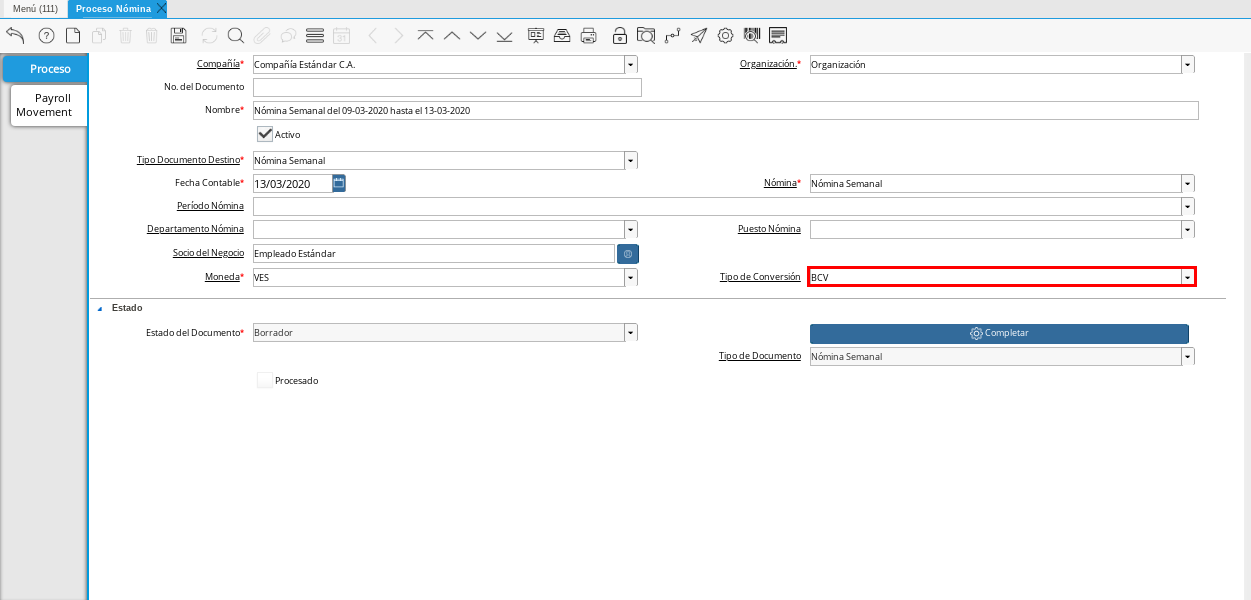 Menú (111) Proceso Nómina
Proceso
Payroll
Movement
Compañía* Compañía Estándar C.A. Organización.* Organización
No. del Documento
Nombre* Nómina Semanal del 09-03-2020 hasta el 13-03-2020
Activo
Tipo Documento Destino* Nómina Semanal
Fecha Contable* 13/03/2020 Nómina* Nómina Semanal
Período Nómina
Departamento Nómina Puesto Nómina
Socio del Negocio Empleado Estándar
Moneda* VES Tipo de Conversión BCV
Estado
Estado del Documento* Borrador Completar
Tipo de Documento Nómina Semanal
Procesado